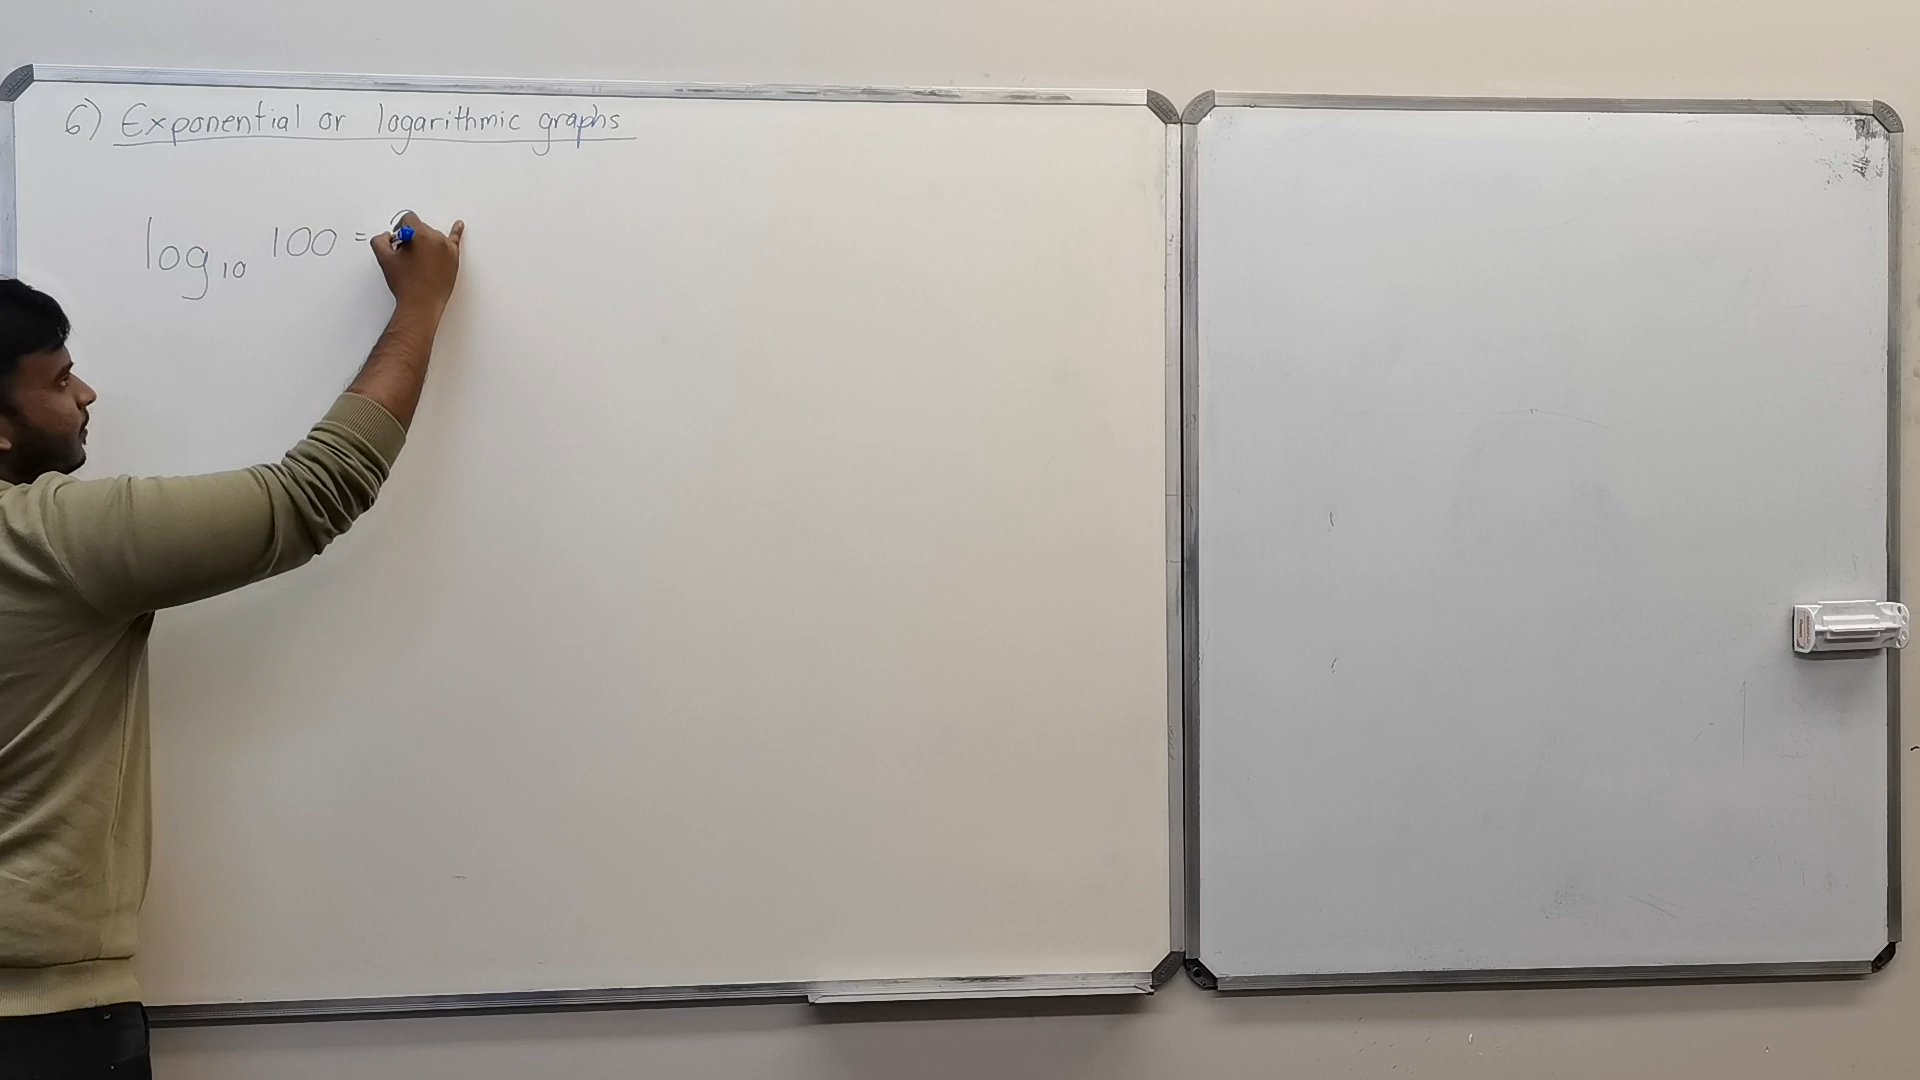 6) Exponential or logarithmic graphs
log₁₀ 100 =